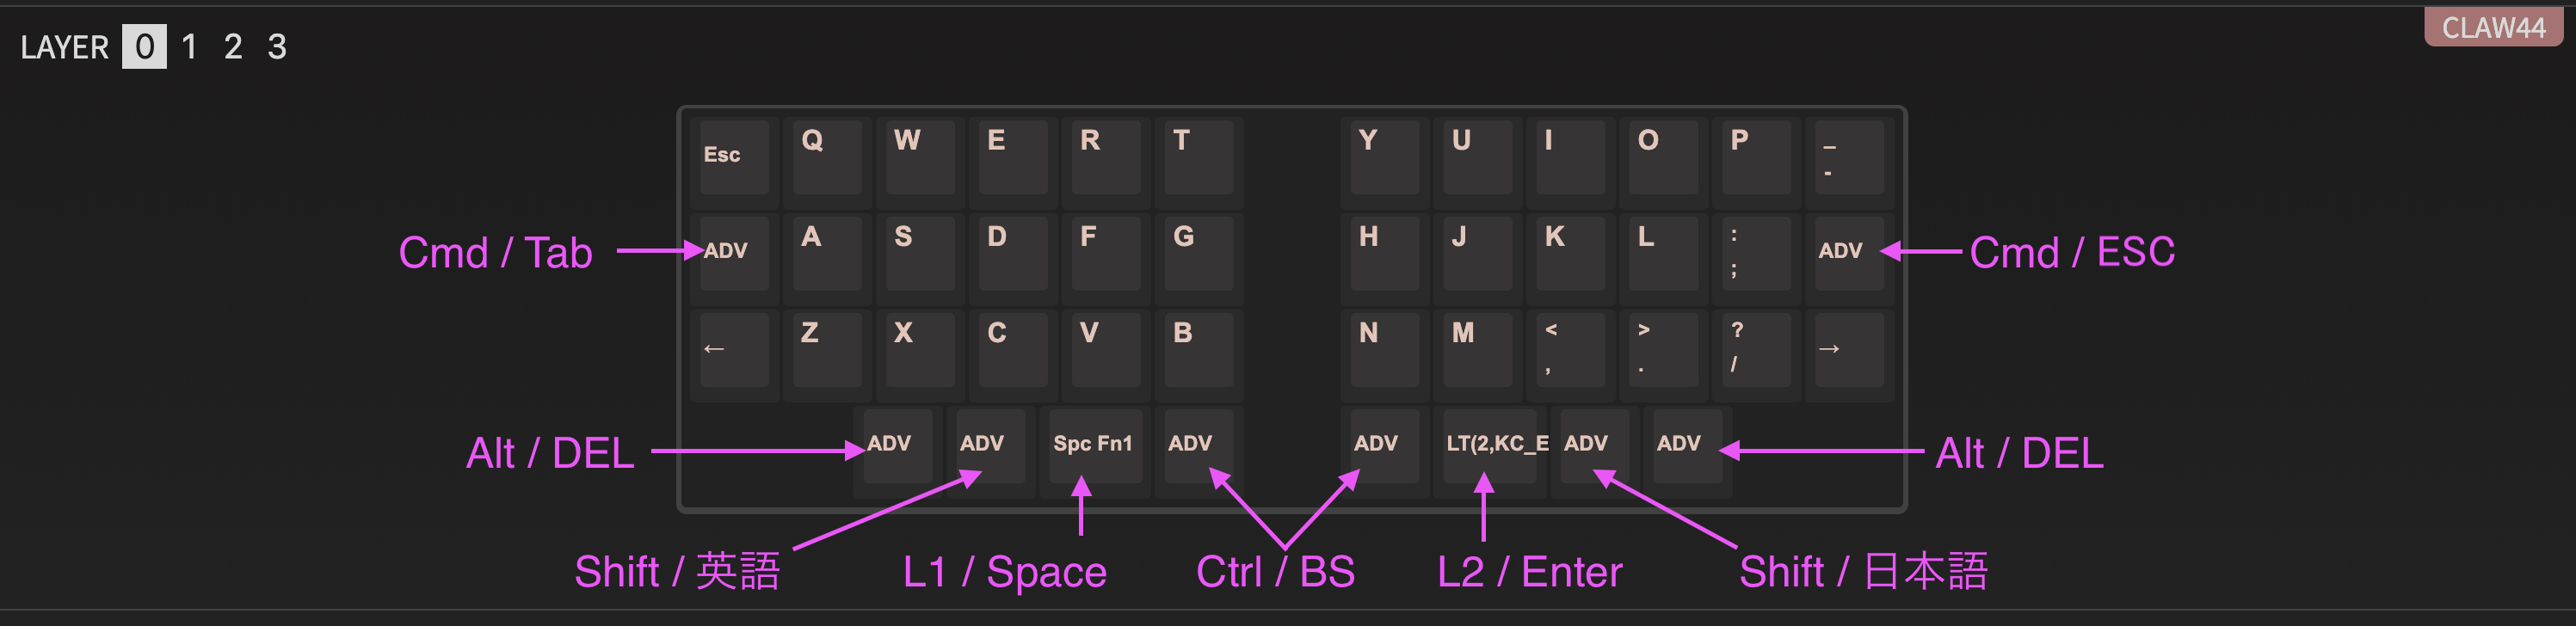 LAYER 0 1 2 3
CLAW44
Esc Q W E R T Y U I O P _ -
Cmd / Tab ADV A S D F G H J K L : ; ADV Cmd / ESC
← Z X C V B N M < , > . ? / →
Alt / DEL ADV ADV Spc Fn1 ADV ADV LT(2,KC_E ADV ADV Alt / DEL
Shift / 英語 L1 / Space Ctrl / BS L2 / Enter Shift / 日本語